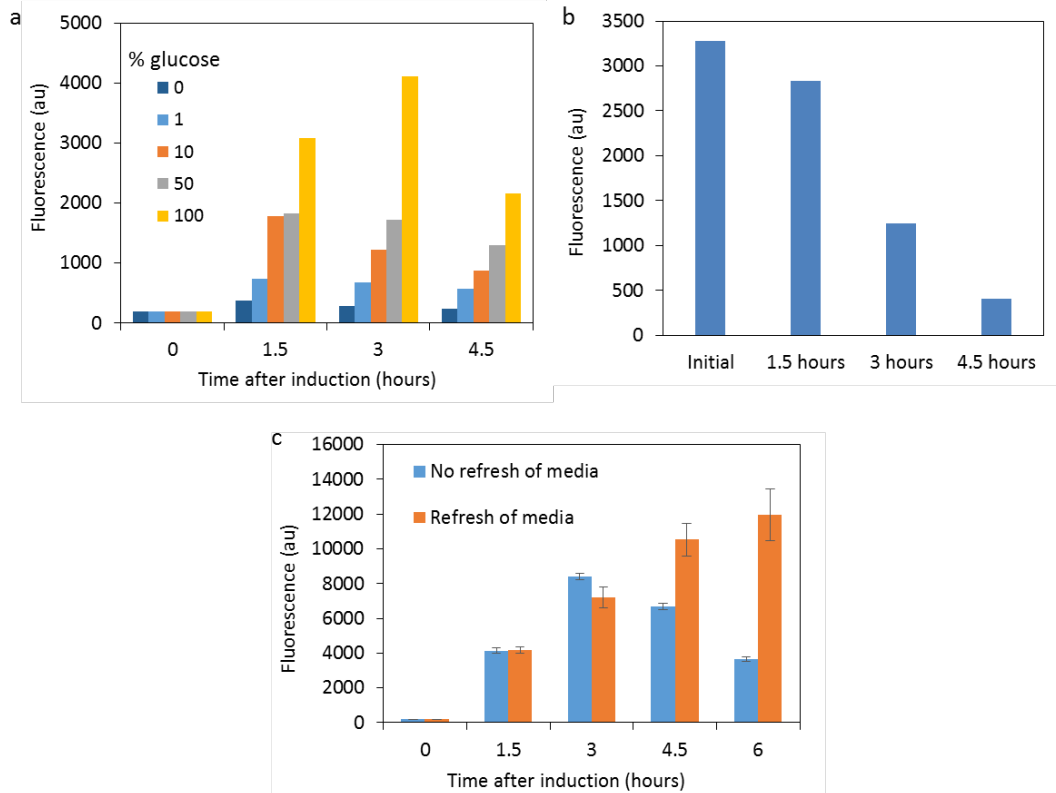 a
5000
4000
3000
2000
1000
0
Fluorescence (au)
% glucose
0
1
10
50
100
0 1.5 3 4.5
Time after induction (hours)
b
3500
3000
2500
2000
1500
1000
500
0
Fluorescence (au)
Initial 1.5 hours 3 hours 4.5 hours
c
16000
14000
12000
10000
8000
6000
4000
2000
0
Fluorescence (au)
No refresh of media
Refresh of media
0 1.5 3 4.5 6
Time after induction (hours)